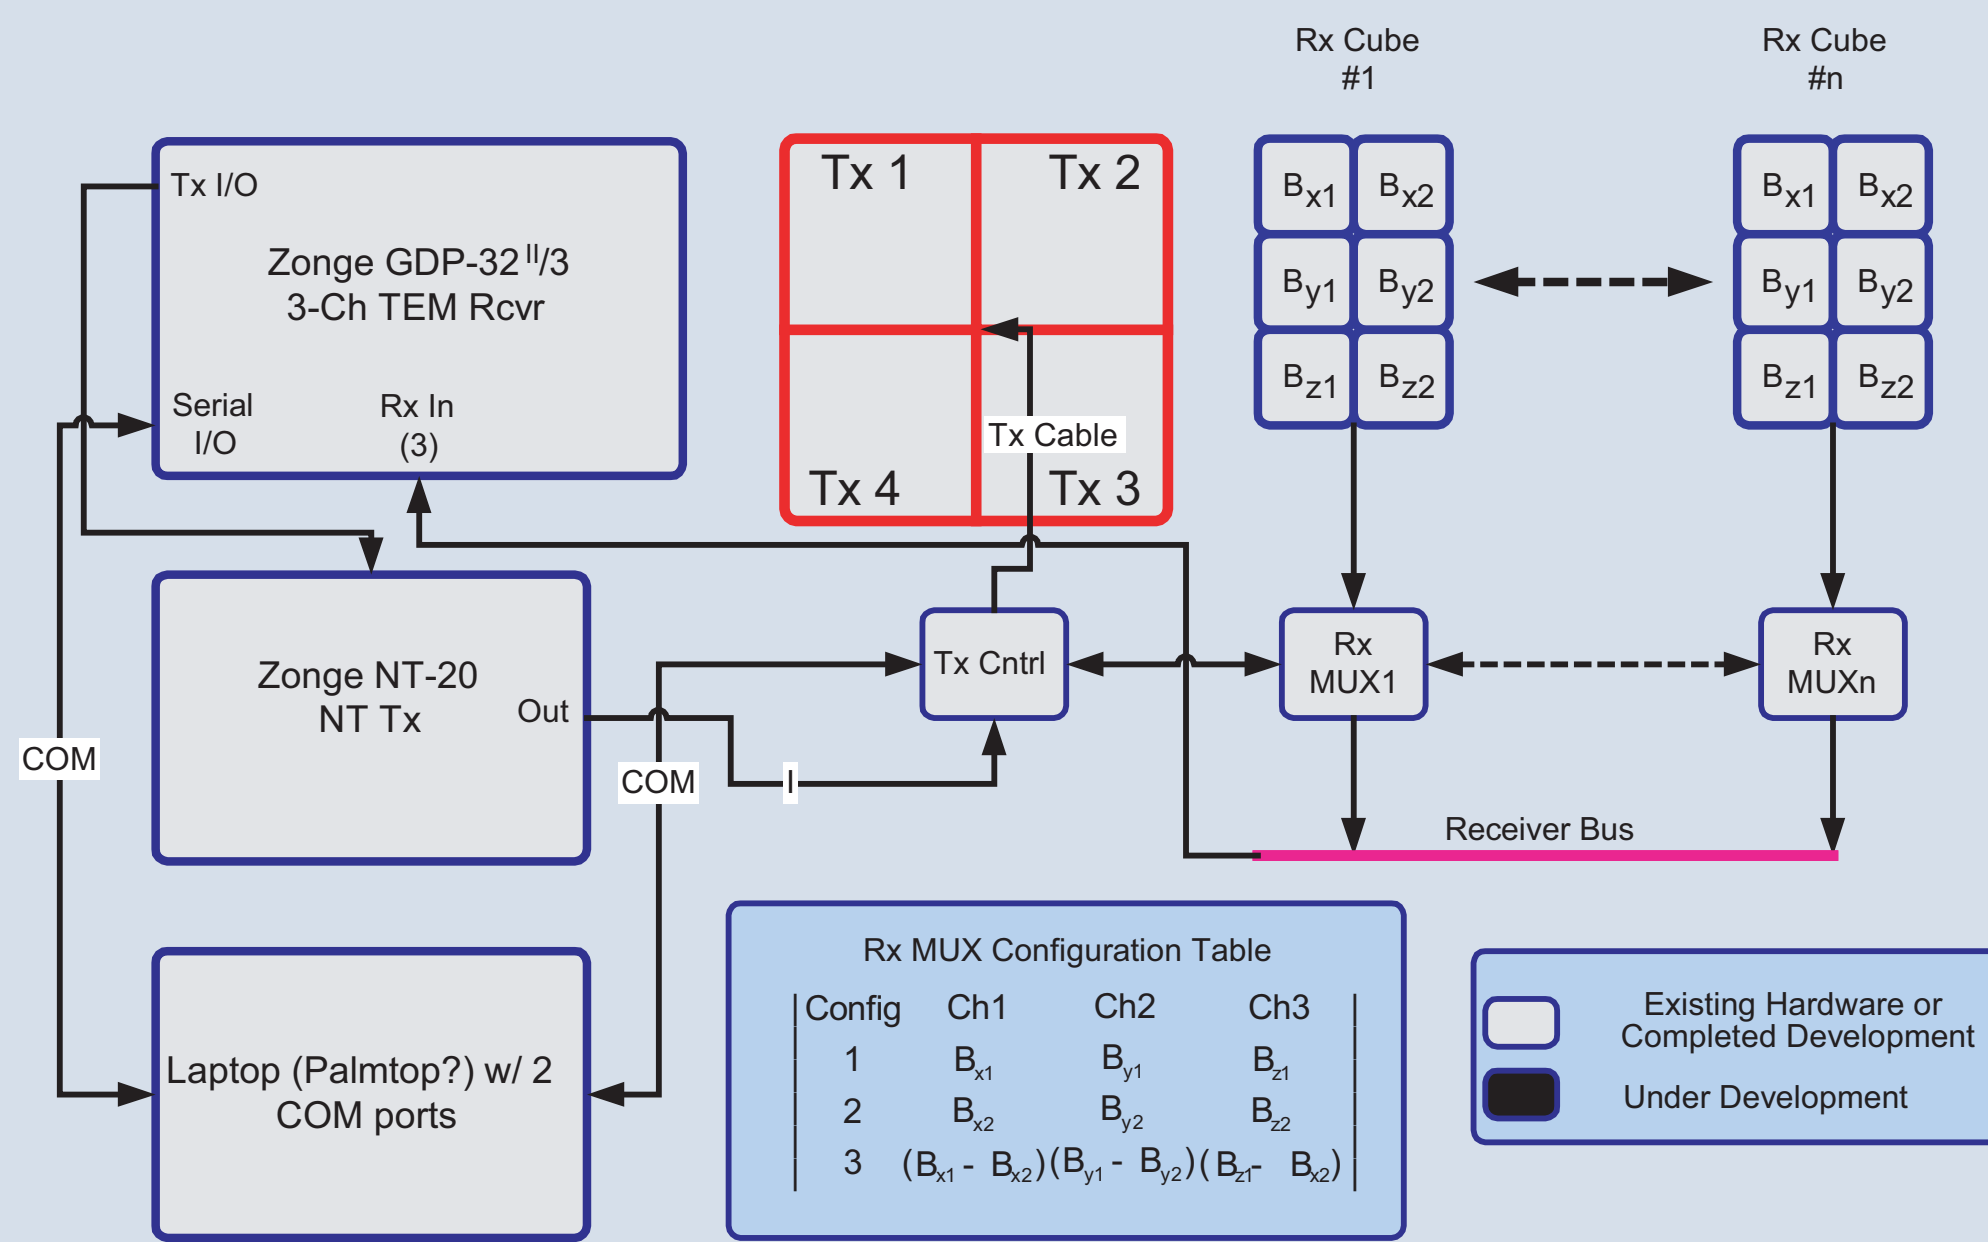 Rx Cube
#1
Rx Cube
#n
Tx I/O
Zonge GDP-32 II/3
3-Ch TEM Rcvr
Serial
I/O
Rx In
(3)
Tx 1
Tx 2
Tx 4
Tx 3
Tx Cable
Bx1
Bx2
By1
By2
Bz1
Bz2
Bx1
Bx2
By1
By2
Bz1
Bz2
Zonge NT-20
NT Tx
Out
COM
COM
I
Tx Cntrl
Rx
MUX1
Rx
MUXn
Receiver Bus
Laptop (Palmtop?) w/ 2
COM ports
Rx MUX Configuration Table
Config Ch1 Ch2 Ch3
1 Bx1 By1 Bz1
2 Bx2 By2 Bz2
3 (Bx1 - Bx2) (By1 - By2) (Bz1 - Bx2)
Existing Hardware or
Completed Development
Under Development